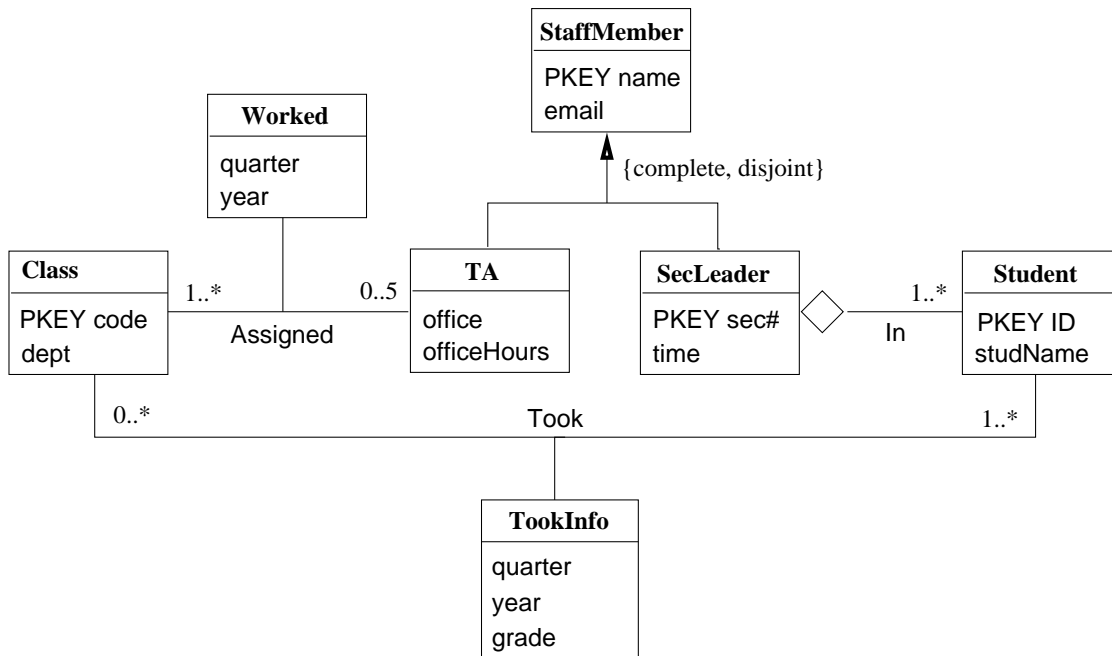 StaffMember
PKEY name
email
Worked
quarter
year
{complete, disjoint}
Class
PKEY code
dept
1..*
Assigned
0..5
TA
office
officeHours
SecLeader
PKEY sec#
time
1..*
In
Student
PKEY ID
studName
0..*
Took
1..*
TookInfo
quarter
year
grade